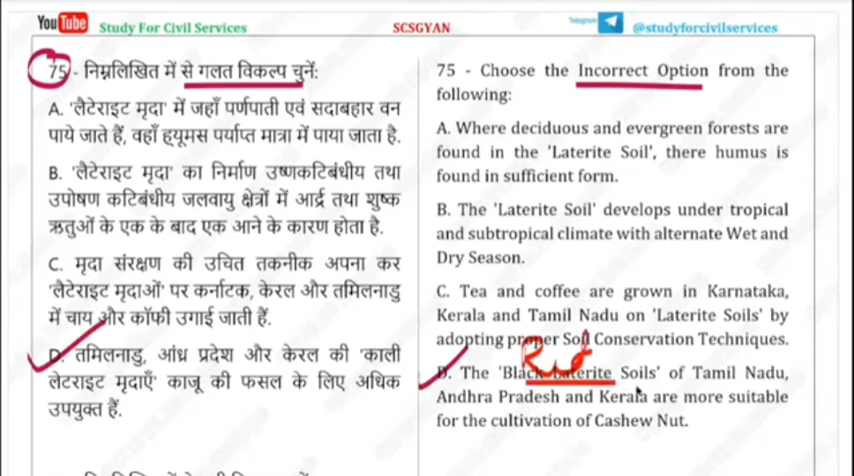 YouTube Study For Civil Services
SCSGYAN
Telegram @studyforcivilservices
75 - निम्नलिखित में से गलत विकल्प चुनें:
A. 'लैटेराइट मृदा' में जहाँ पर्णपाती एवं सदाबहार वन
पाये जाते हैं, वहाँ ह्यूमस पर्याप्त मात्रा में पाया जाता है.
B. 'लैटेराइट मृदा' का निर्माण उष्णकटिबंधीय तथा
उपोषण कटिबंधीय जलवायु क्षेत्रों में आर्द्र तथा शुष्क
ऋतुओं के एक के बाद एक आने के कारण होता है.
C. मृदा संरक्षण की उचित तकनीक अपना कर
'लैटेराइट मृदाओं' पर कर्नाटक, केरल और तमिलनाडु
में चाय और कॉफी उगाई जाती हैं.
D. तमिलनाडु, आंध्र प्रदेश और केरल की 'काली
लेटराइट मृदाएँ' काजू की फसल के लिए अधिक
उपयुक्त हैं.
75 - Choose the Incorrect Option from the
following:
A. Where deciduous and evergreen forests are
found in the 'Laterite Soil', there humus is
found in sufficient form.
B. The 'Laterite Soil' develops under tropical
and subtropical climate with alternate Wet and
Dry Season.
C. Tea and coffee are grown in Karnataka,
Kerala and Tamil Nadu on 'Laterite Soils' by
adopting proper Soil Conservation Techniques.
Rid
D. The 'Black Laterite Soils' of Tamil Nadu,
Andhra Pradesh and Kerala are more suitable
for the cultivation of Cashew Nut.